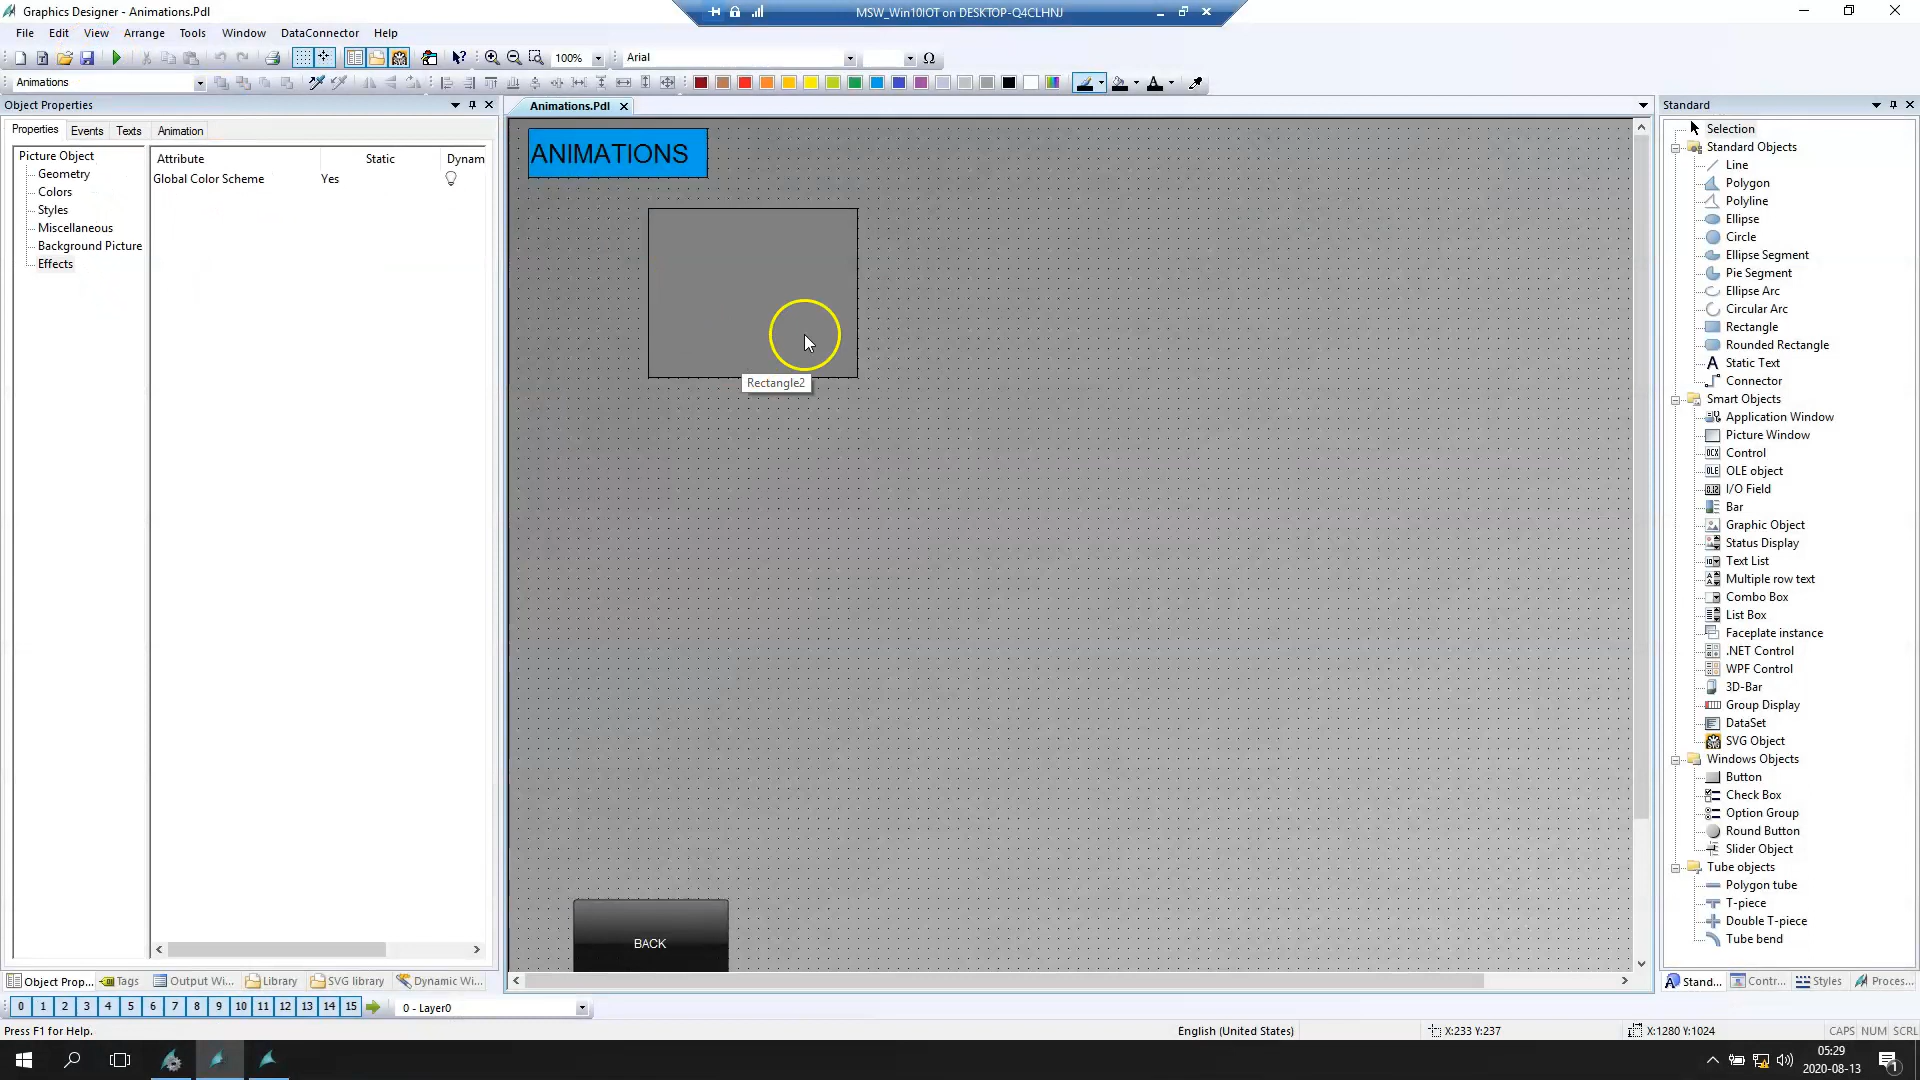 Graphics Designer - Animations.Pdl
MSW_Win10IOT on DESKTOP-Q4CLHNJ
File Edit View Arrange Tools Window DataConnector Help
100% Arial Ω
Animations
Object Properties
Properties Events Texts Animation
Picture Object
Geometry
Colors
Styles
Miscellaneous
Background Picture
Effects
Attribute Static Dynam
Global Color Scheme Yes
Animations.Pdl
ANIMATIONS
Rectangle2
BACK
Standard
Selection
Standard Objects
Line
Polygon
Polyline
Ellipse
Circle
Ellipse Segment
Pie Segment
Ellipse Arc
Circular Arc
Rectangle
Rounded Rectangle
A Static Text
Connector
Smart Objects
Application Window
Picture Window
OCX Control
OLE OLE object
0.12 I/O Field
Bar
Graphic Object
Status Display
Text List
Multiple row text
Combo Box
List Box
Faceplate instance
.NET Control
WPF Control
3D-Bar
Group Display
DataSet
SVG Object
Windows Objects
Button
Check Box
Option Group
Round Button
Slider Object
Tube objects
Polygon tube
T-piece
Double T-piece
Tube bend
Object Prop... Tags Output Wi... Library SVG library Dynamic Wi...
Stand... Contr... Styles Proces...
0 1 2 3 4 5 6 7 8 9 10 11 12 13 14 15 0 - Layer0
Press F1 for Help. English (United States) X:233 Y:237 X:1280 Y:1024 CAPS NUM SCRL
05:29
2020-08-13
1